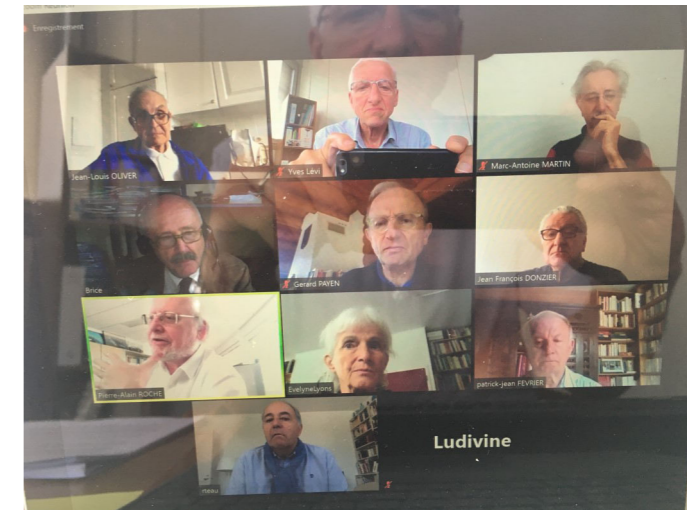 Enregistrement
Jean-Louis OLIVER
Yves Lévi
Marc-Antoine MARTIN
Brice
Gerard PAYEN
Jean François DONZIER
Pierre-Alain ROCHE
EvelyneLyons
patrick-jean FEVRIER
rteau
Ludivine